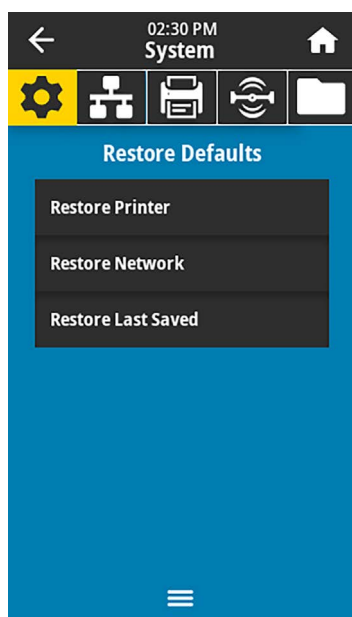 02:30 PM
System
Restore Defaults
Restore Printer
Restore Network
Restore Last Saved